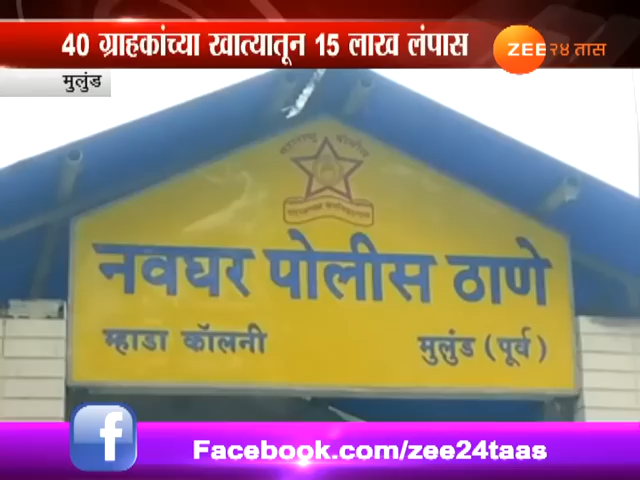 40 ग्राहकांच्या खात्यातून 15 लाख लंपास
ZEE २४ तास
मुलुंड
नवघर पोलीस ठाणे
म्हाडा कॉलनी
मुलुंड (पूर्व)
f
Facebook.com/zee24taas